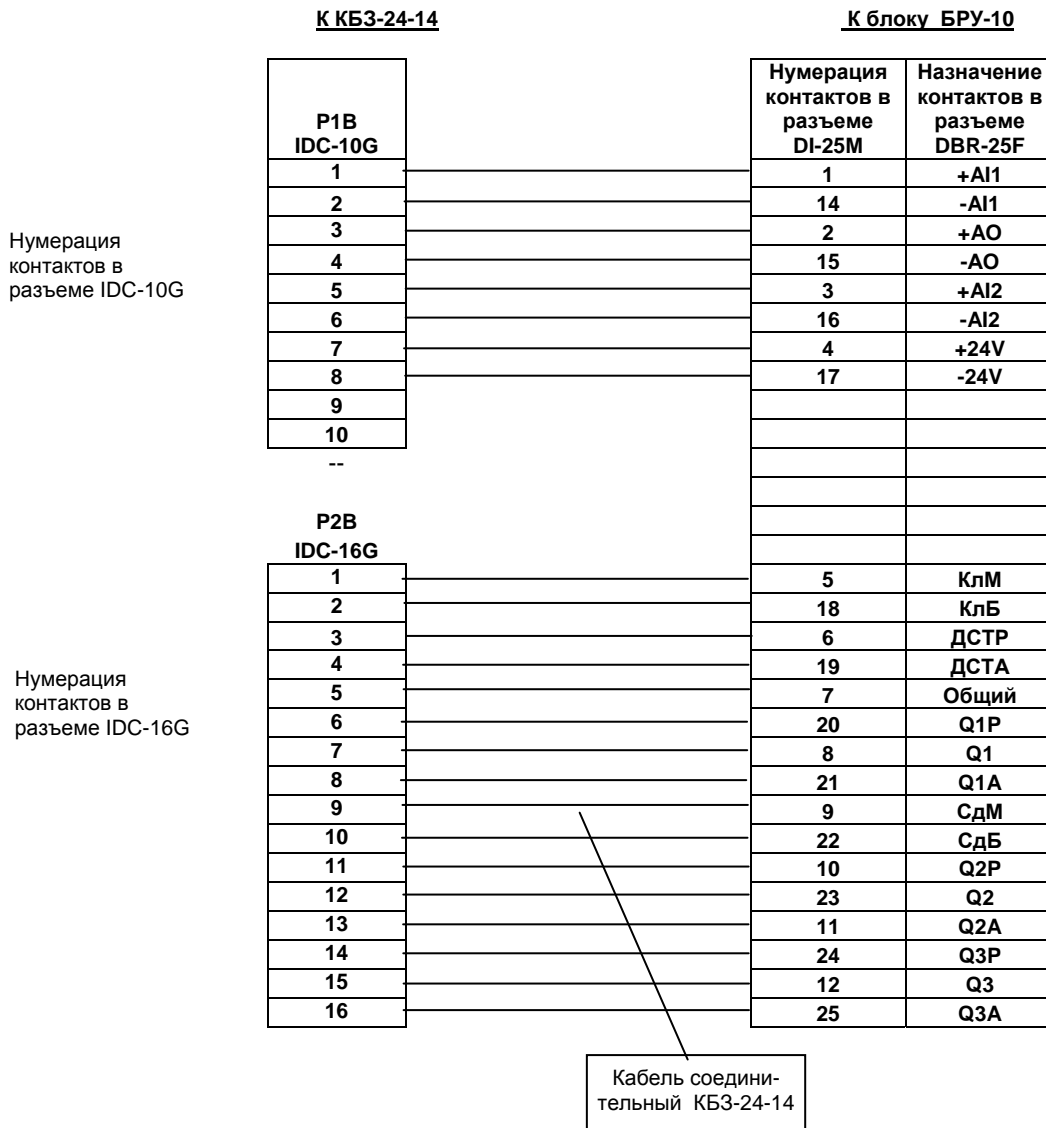 К КБЗ-24-14
К блоку БРУ-10
P1B
IDC-10G
Нумерация
контактов в
разъеме
DI-25M
Назначение
контактов в
разъеме
DBR-25F
1 1 +AI1
2 14 -AI1
3 2 +AO
4 15 -AO
5 3 +AI2
6 16 -AI2
7 4 +24V
8 17 -24V
9
10
--
Нумерация
контактов в
разъеме IDC-10G
P2B
IDC-16G
1 5 КлМ
2 18 КлБ
3 6 ДСТР
4 19 ДСТА
5 7 Общий
6 20 Q1P
7 8 Q1
8 21 Q1A
9 9 СдМ
10 22 СдБ
11 10 Q2P
12 23 Q2
13 11 Q2A
14 24 Q3P
15 12 Q3
16 25 Q3A
Нумерация
контактов в
разъеме IDC-16G
Кабель соедини-
тельный КБЗ-24-14